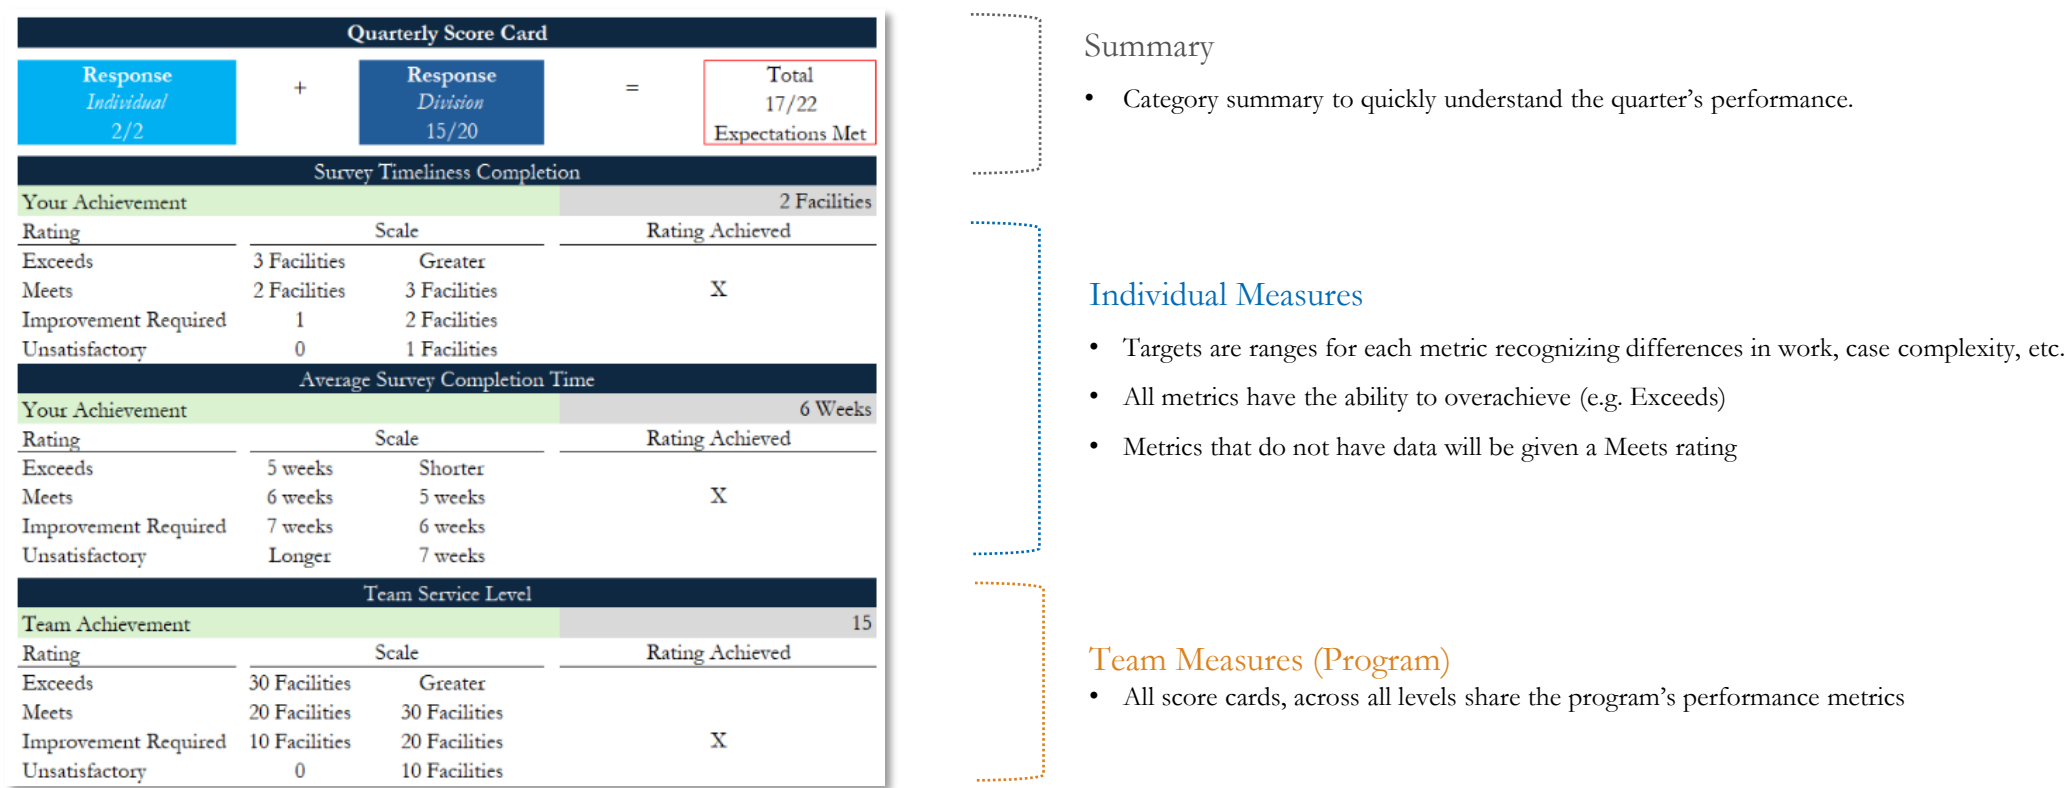 Quarterly Score Card
Response + Response = Total
Individual Division 17/22
2/2 15/20 Expectations Met
Survey Timeliness Completion
Your Achievement 2 Facilities
Rating Scale Rating Achieved
Exceeds 3 Facilities Greater
Meets 2 Facilities 3 Facilities X
Improvement Required 1 2 Facilities
Unsatisfactory 0 1 Facilities
Average Survey Completion Time
Your Achievement 6 Weeks
Rating Scale Rating Achieved
Exceeds 5 weeks Shorter
Meets 6 weeks 5 weeks X
Improvement Required 7 weeks 6 weeks
Unsatisfactory Longer 7 weeks
Team Service Level
Team Achievement 15
Rating Scale Rating Achieved
Exceeds 30 Facilities Greater
Meets 20 Facilities 30 Facilities
Improvement Required 10 Facilities 20 Facilities X
Unsatisfactory 0 10 Facilities
Summary
• Category summary to quickly understand the quarter’s performance.
Individual Measures
• Targets are ranges for each metric recognizing differences in work, case complexity, etc.
• All metrics have the ability to overachieve (e.g. Exceeds)
• Metrics that do not have data will be given a Meets rating
Team Measures (Program)
• All score cards, across all levels share the program’s performance metrics